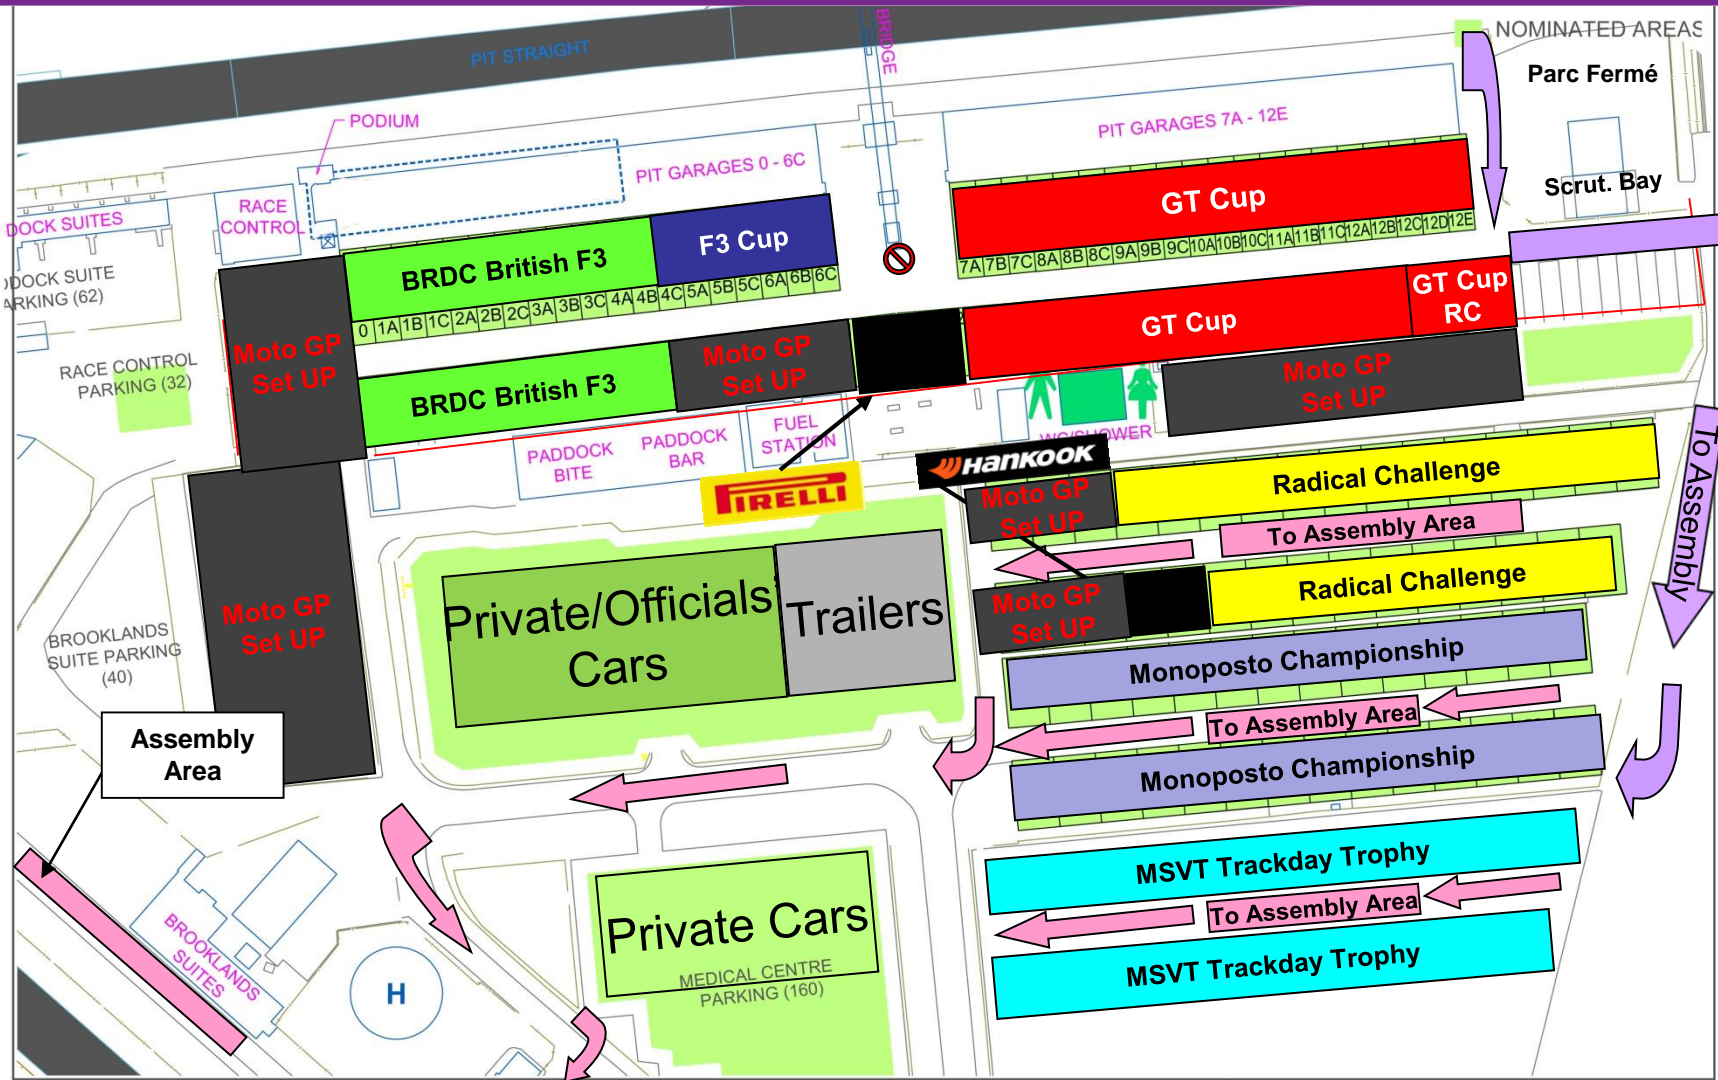 PIT STRAIGHT
BRIDGE
NOMINATED AREAS
Parc Fermé
PODIUM
PIT GARAGES 0 - 6C
PIT GARAGES 7A - 12E
RACE
CONTROL
Scrut. Bay
DOCK SUITES
DOCK SUITE
ARKING (62)
BRDC British F3
F3 Cup
GT Cup
0 1A 1B 1C 2A 2B 2C 3A 3B 3C 4A 4B 4C 5A 5B 5C 6A 6B 6C
7A 7B 7C 8A 8B 8C 9A 9B 9C 10A 10B 10C 11A 11B 11C 12A 12B 12C 12D 12E
RACE CONTROL
PARKING (32)
Moto GP
Set UP
BRDC British F3
Moto GP
Set UP
GT Cup
GT Cup
RC
Moto GP
Set UP
PADDOCK
BITE
PADDOCK
BAR
FUEL
STATION
WC/SHOWER
PIRELLI
HANKOOK
Moto GP
Set UP
Radical Challenge
To Assembly Area
To Assembly
Moto GP
Set UP
Radical Challenge
Moto GP
Set UP
Private/Officials'
Cars
Trailers
BROOKLANDS
SUITE PARKING
(40)
Monoposto Championship
To Assembly Area
Monoposto Championship
Assembly
Area
MSVT Trackday Trophy
To Assembly Area
MSVT Trackday Trophy
Private Cars
MEDICAL CENTRE
PARKING (160)
BROOKLANDS
SUITES
H